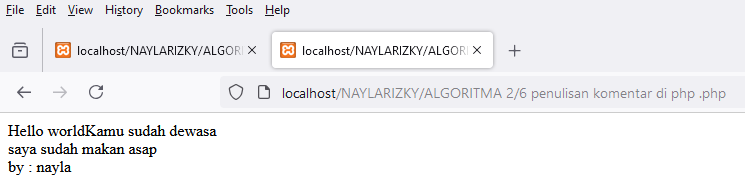 File Edit View History Bookmarks Tools Help
localhost/NAYLARIZKY/ALGORI
localhost/NAYLARIZKY/ALGORI
localhost/NAYLARIZKY/ALGORITMA 2/6 penulisan komentar di php .php
Hello worldKamu sudah dewasa
saya sudah makan asap
by : nayla